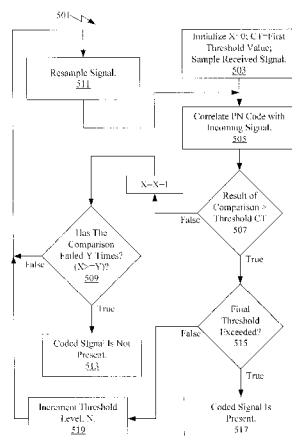 501
Initialize X=0; CT=First
Threshold Value;
Sample Received Signal.
503
Resample Signal.
511
Correlate PN Code with
Incoming Signal.
505
X=X+1
Result of
Comparison >
Threshold CT
507
False
True
Has The
Comparison
Failed Y Times?
(X>=Y)?
509
False
True
Final
Threshold
Exceeded?
515
False
True
Coded Signal Is Not
Present.
513
Increment Threshold
Level, N.
519
Coded Signal Is
Present.
517